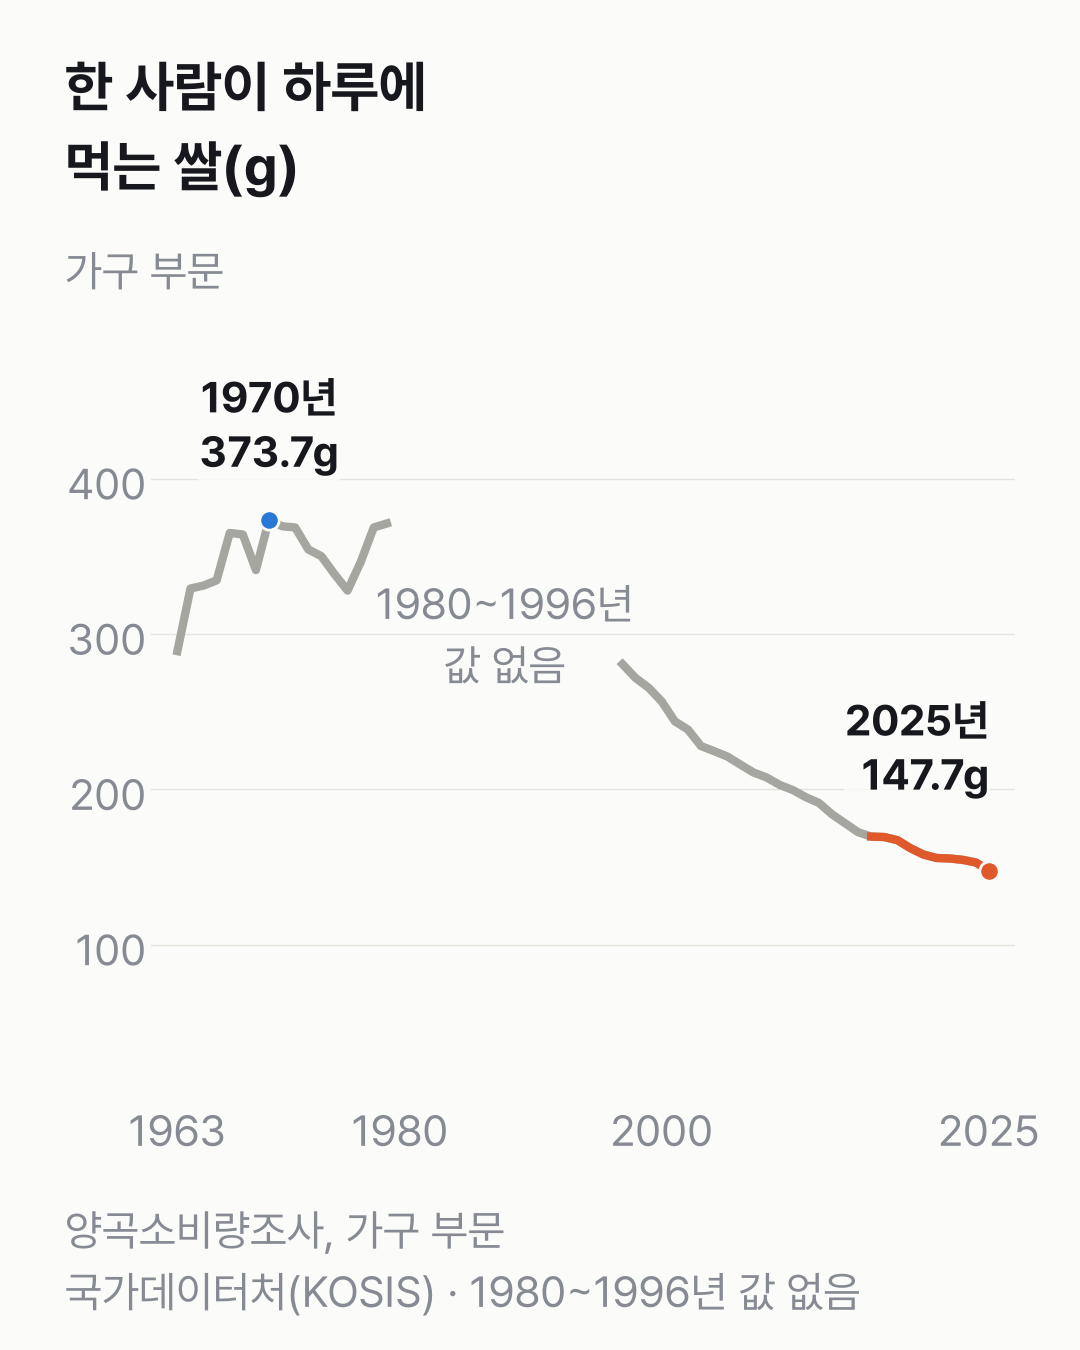 한 사람이 하루에
먹는 쌀(g)
가구 부문
1970년
373.7g
400
1980~1996년
300
값 없음
2025년
147.7g
200
100
1963 1980 2000 2025
양곡소비량조사, 가구 부문
국가데이터처(KOSIS) · 1980~1996년 값 없음